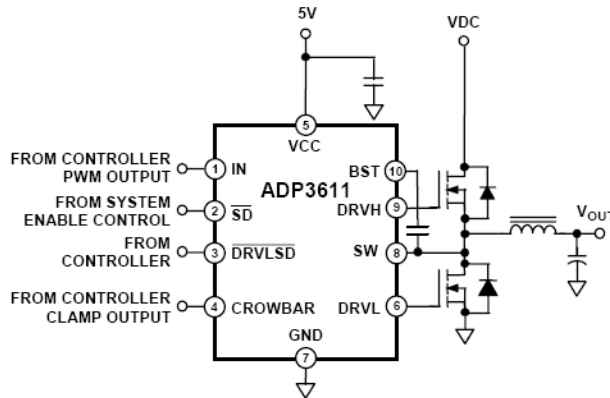 5V
VDC
5
VCC
FROM CONTROLLER
PWM OUTPUT
1
IN
BST
10
ADP3611
FROM SYSTEM
ENABLE CONTROL
2
SD
DRVH
9
FROM
CONTROLLER
3
DRVLSD
SW
8
VOUT
FROM CONTROLLER
CLAMP OUTPUT
4
CROWBAR
DRVL
6
GND
7